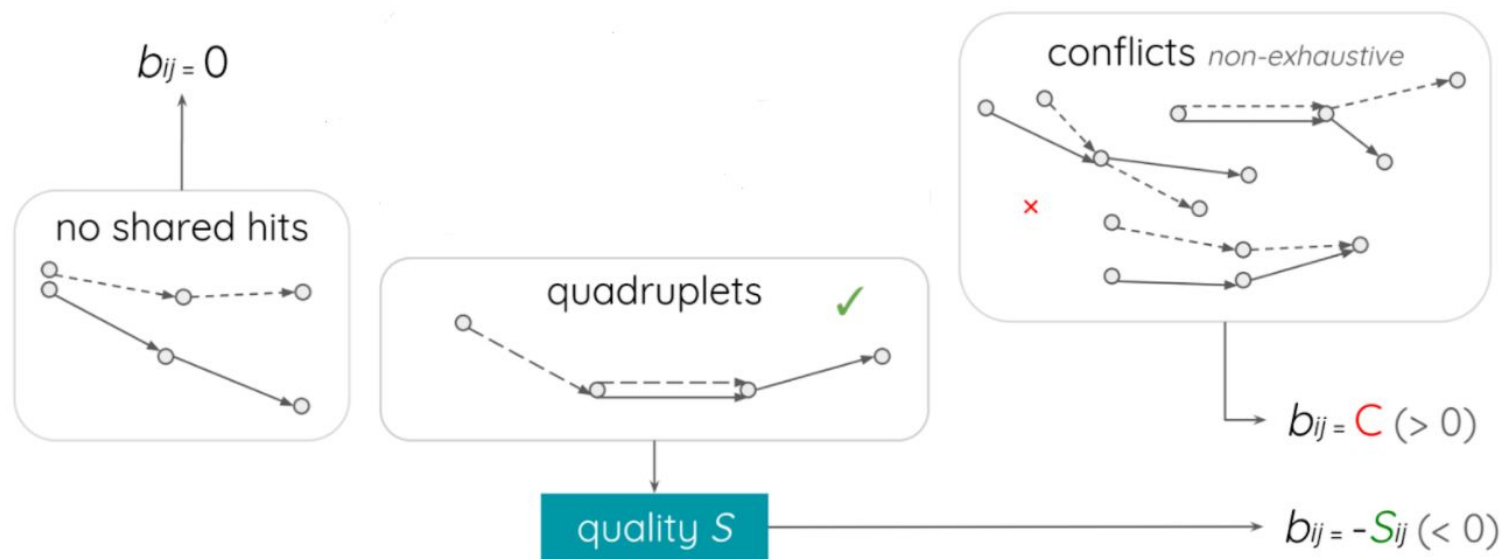 b_ij = 0
no shared hits
quadruplets ✓
quality S
conflicts non-exhaustive
×
b_ij = C (> 0)
b_ij = -S_ij (< 0)